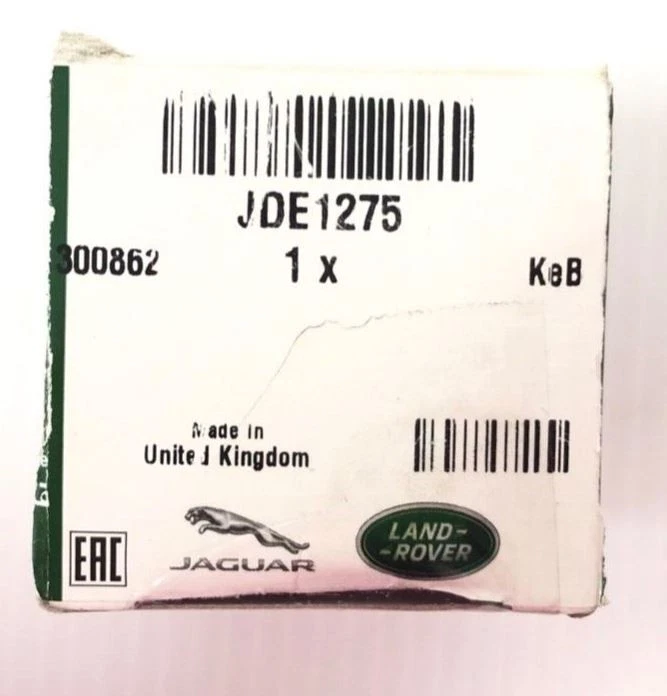 JDE1275
300862 1 x KeB
Made in
United Kingdom
EAC
JAGUAR
LAND-
-ROVER